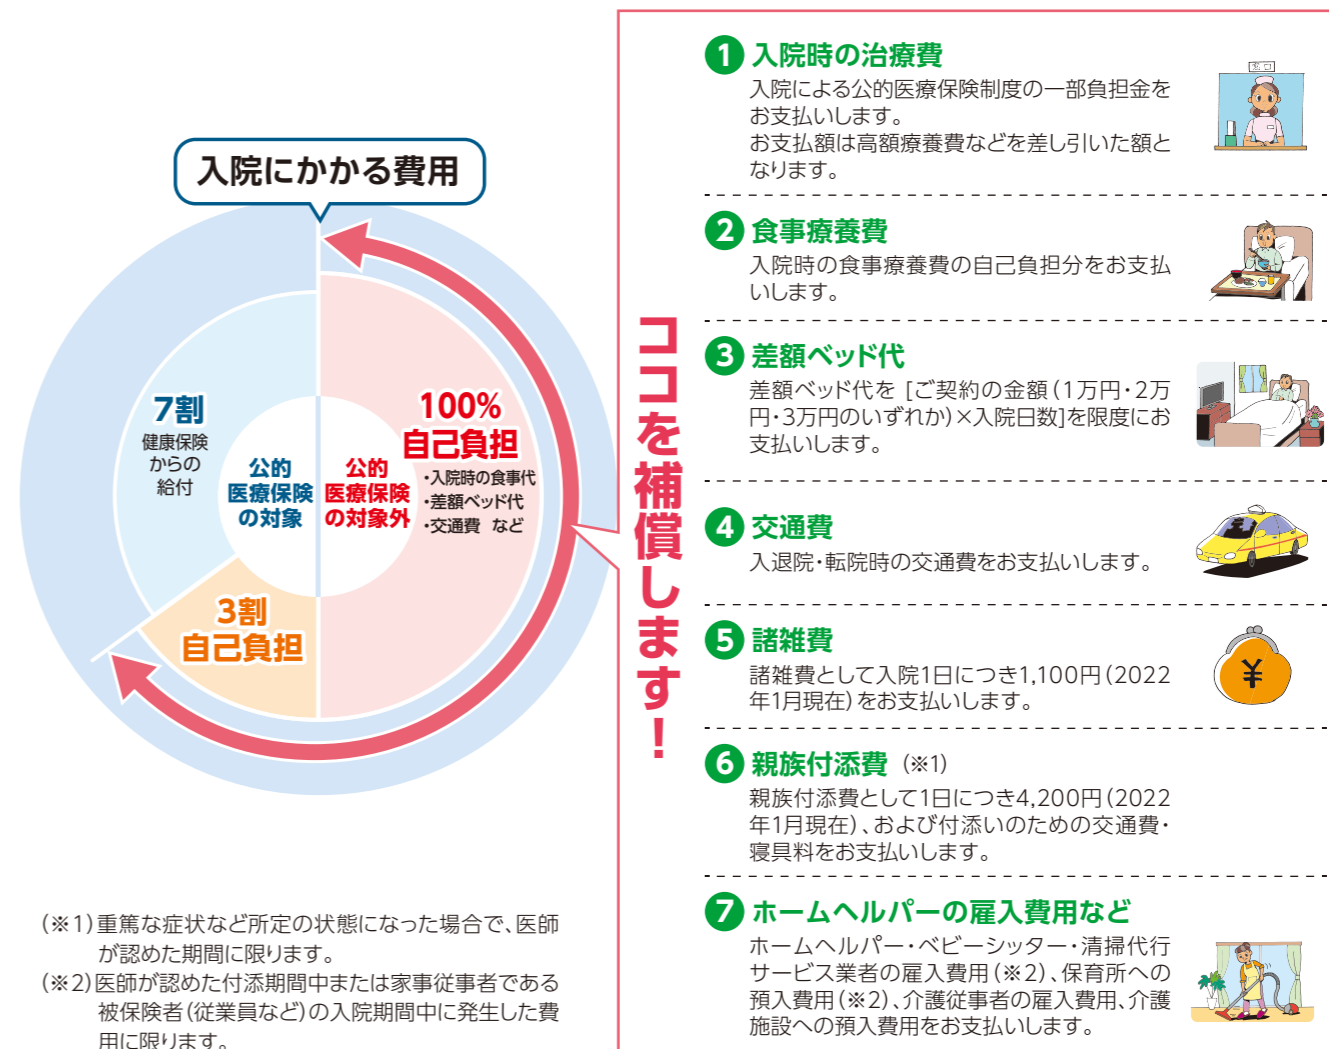 入院にかかる費用
7割
健康保険
からの
給付
公的
医療保険
の対象
公的
医療保険
の対象外
100%
自己負担
・入院時の食事代
・差額ベッド代
・交通費 など
3割
自己負担
ココを補償します！
(※1)重篤な症状など所定の状態になった場合で、医師
が認めた期間に限ります。
(※2)医師が認めた付添期間中または家事従事者である
被保険者(従業員など)の入院期間中に発生した費
用に限ります。
1 入院時の治療費
入院による公的医療保険制度の一部負担金を
お支払いします。
お支払額は高額療養費などを差し引いた額と
なります。
窓口
2 食事療養費
入院時の食事療養費の自己負担分をお支払
いします。
3 差額ベッド代
差額ベッド代を [ご契約の金額(1万円・2万
円・3万円のいずれか)×入院日数]を限度にお
支払いします。
4 交通費
入退院・転院時の交通費をお支払いします。
5 諸雑費
諸雑費として入院1日につき1,100円(2022
年1月現在)をお支払いします。
¥
6 親族付添費 (※1)
親族付添費として1日につき4,200円(2022
年1月現在)、および付添いのための交通費・
寝具料をお支払いします。
7 ホームヘルパーの雇入費用など
ホームヘルパー・ベビーシッター・清掃代行
サービス業者の雇入費用(※2)、保育所への
預入費用(※2)、介護従事者の雇入費用、介護
施設への預入費用をお支払いします。